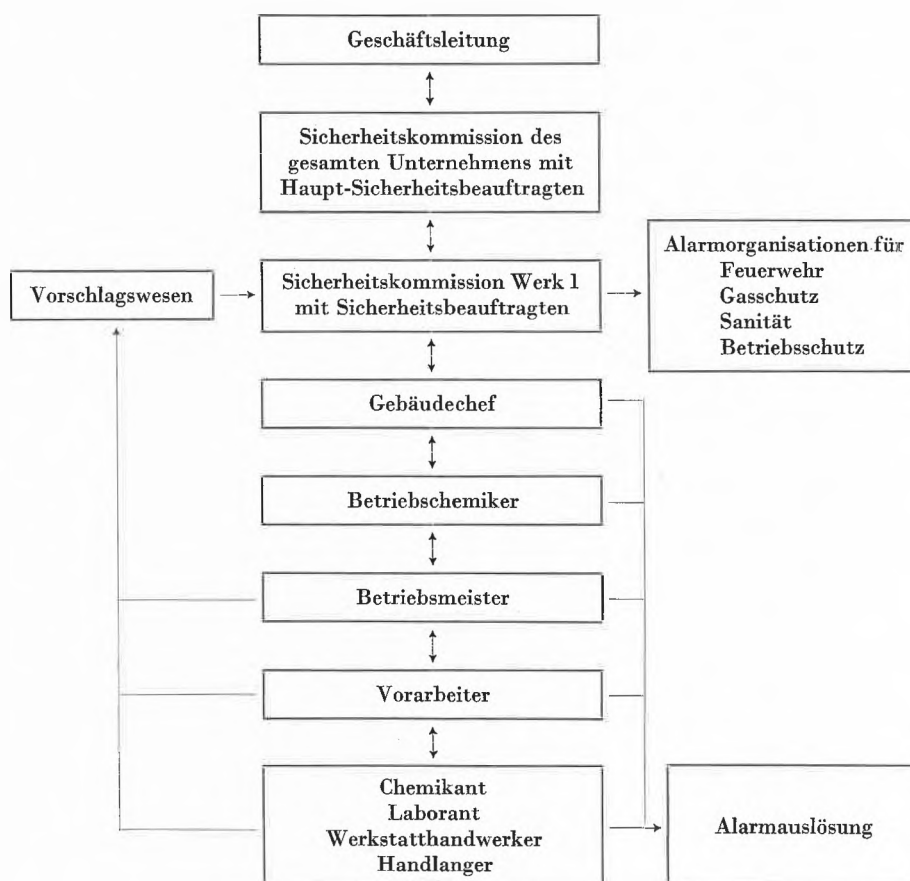 Geschäftsleitung
Sicherheitskommission des
gesamten Unternehmens mit
Haupt-Sicherheitsbeauftragten
Vorschlagswesen
Sicherheitskommission Werk 1
mit Sicherheitsbeauftragten
Alarmorganisationen für
Feuerwehr
Gasschutz
Sanität
Betriebsschutz
Gebäudechef
Betriebschemiker
Betriebsmeister
Vorarbeiter
Chemikant
Laborant
Werkstatthandwerker
Handlanger
Alarmauslösung